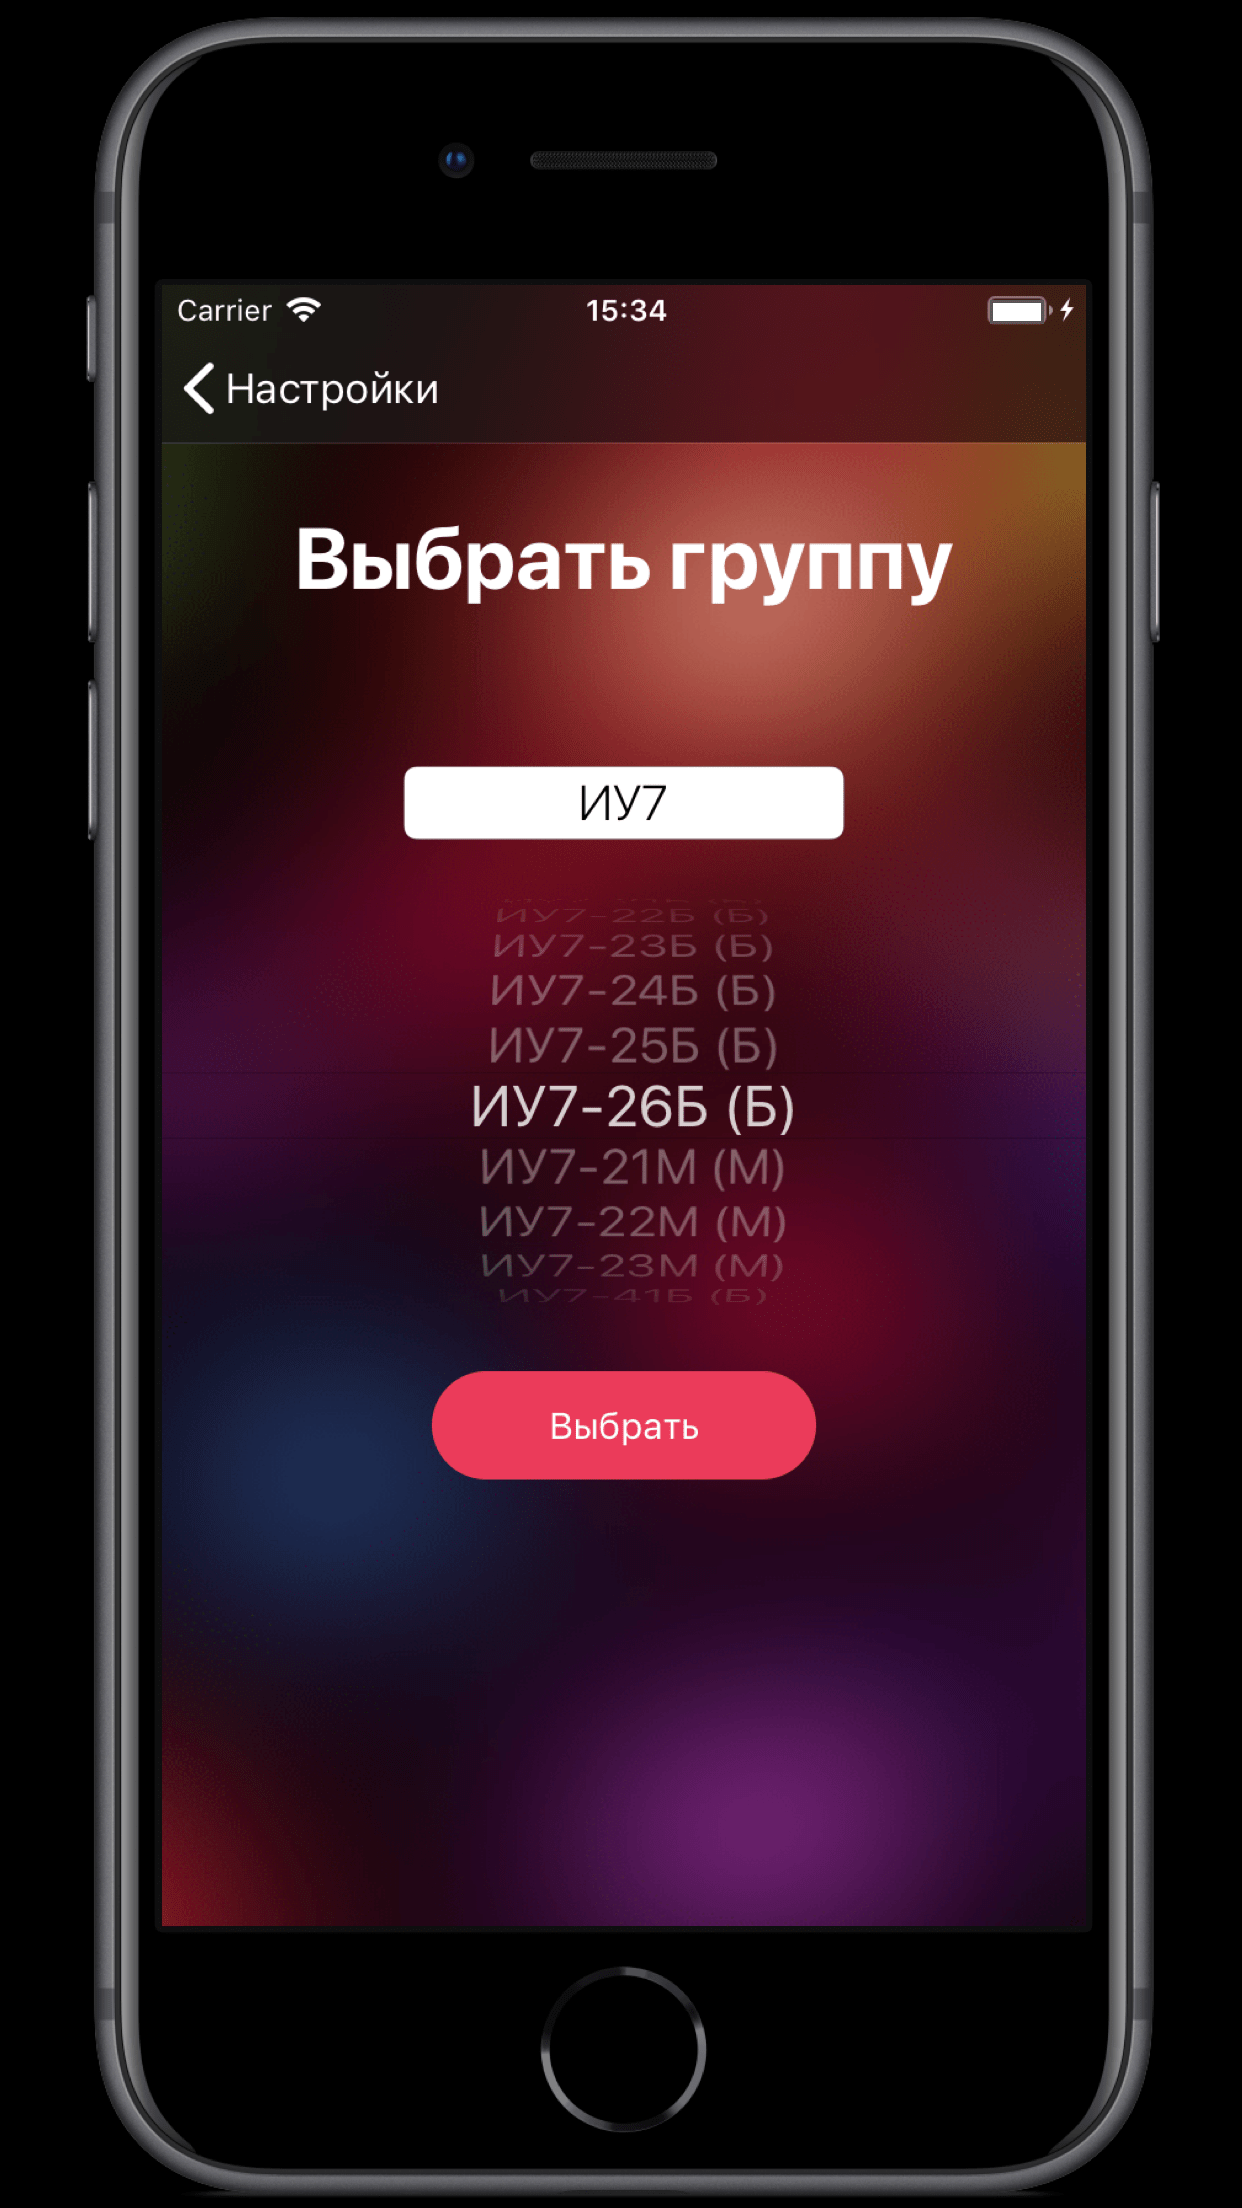 Carrier 15:34
Настройки
Выбрать группу
ИУ7
ИУ7-22Б (Б)
ИУ7-23Б (Б)
ИУ7-24Б (Б)
ИУ7-25Б (Б)
ИУ7-26Б (Б)
ИУ7-21М (М)
ИУ7-22М (М)
ИУ7-23М (М)
ИУ7-41Б (Б)
Выбрать